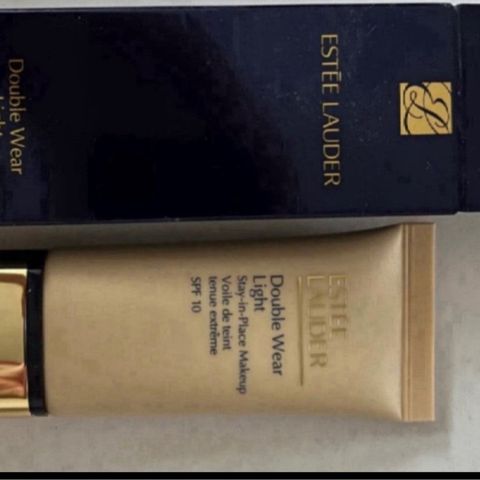 ESTĒE LAUDER
Double Wear
Light
ESTĒE
LAUDER
Double Wear
Light
Stay-in-Place Makeup
Voile de teint
tenue extrême
SPF 10